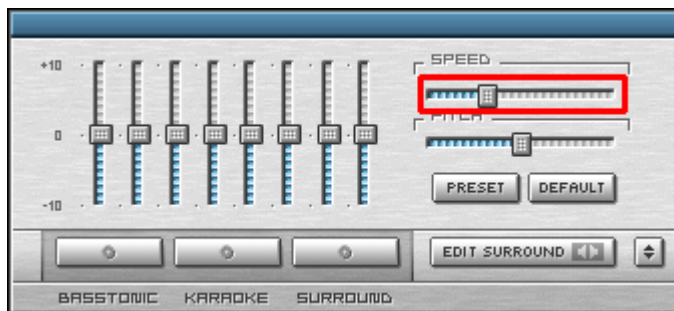 SPEED
+10
PITCH
0
PRESET DEFAULT
-10
EDIT SURROUND
BASSTONIC KARAOKE SURROUND